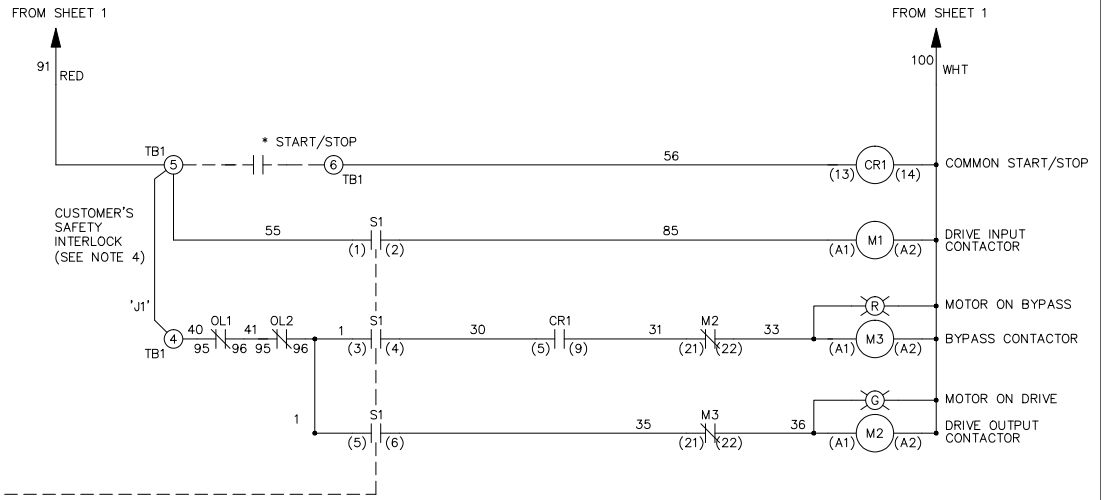 FROM SHEET 1
FROM SHEET 1
91
RED
100
WHT
* START/STOP
TB1
5
6
TB1
56
(13)
CR1
(14)
COMMON START/STOP
CUSTOMER'S
SAFETY
INTERLOCK
(SEE NOTE 4)
55
S1
(1)
(2)
85
(A1)
M1
(A2)
DRIVE INPUT
CONTACTOR
'J1'
R
MOTOR ON BYPASS
TB1
4
40
OL1
95
96
41
OL2
95
96
1
S1
(3)
(4)
30
CR1
(5)
(9)
31
M2
(21)
(22)
33
(A1)
M3
(A2)
BYPASS CONTACTOR
G
MOTOR ON DRIVE
1
S1
(5)
(6)
35
M3
(21)
(22)
36
(A1)
M2
(A2)
DRIVE OUTPUT
CONTACTOR